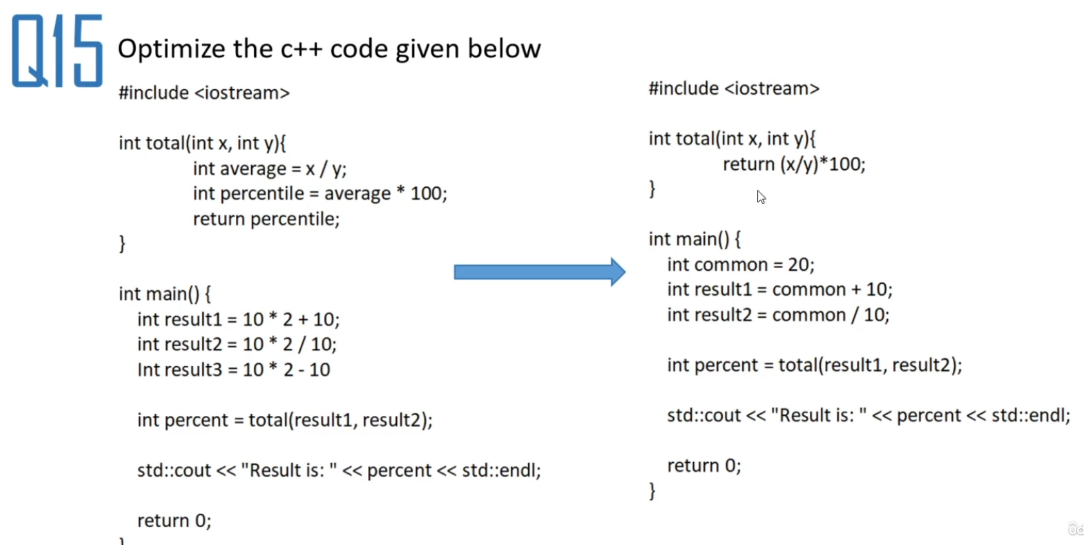 Q15
Optimize the c++ code given below
#include <iostream>
int total(int x, int y){
int average = x / y;
int percentile = average * 100;
return percentile;
}
int main() {
int result1 = 10 * 2 + 10;
int result2 = 10 * 2 / 10;
Int result3 = 10 * 2 - 10
int percent = total(result1, result2);
std::cout << "Result is: " << percent << std::endl;
return 0;
}
#include <iostream>
int total(int x, int y){
return (x/y)*100;
}
int main() {
int common = 20;
int result1 = common + 10;
int result2 = common / 10;
int percent = total(result1, result2);
std::cout << "Result is: " << percent << std::endl;
return 0;
}